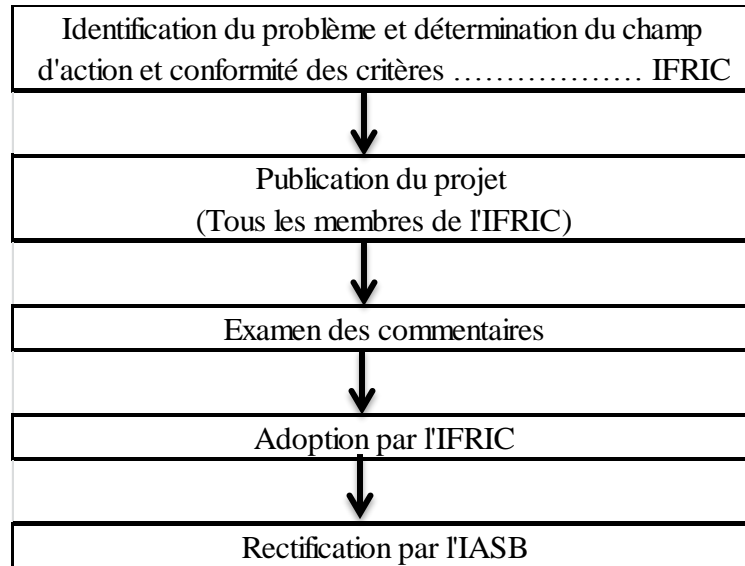 Identification du problème et détermination du champ
d'action et conformité des critères ……………… IFRIC
Publication du projet
(Tous les membres de l'IFRIC)
Examen des commentaires
Adoption par l'IFRIC
Rectification par l'IASB